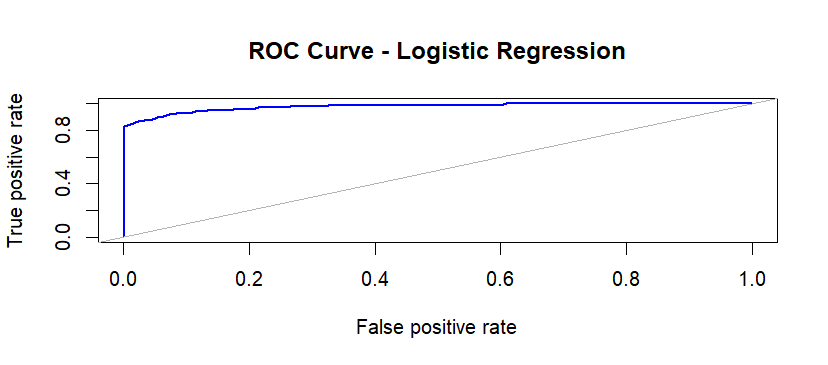 ROC Curve - Logistic Regression
True positive rate
0.8
0.4
0.0
0.0 0.2 0.4 0.6 0.8 1.0
False positive rate